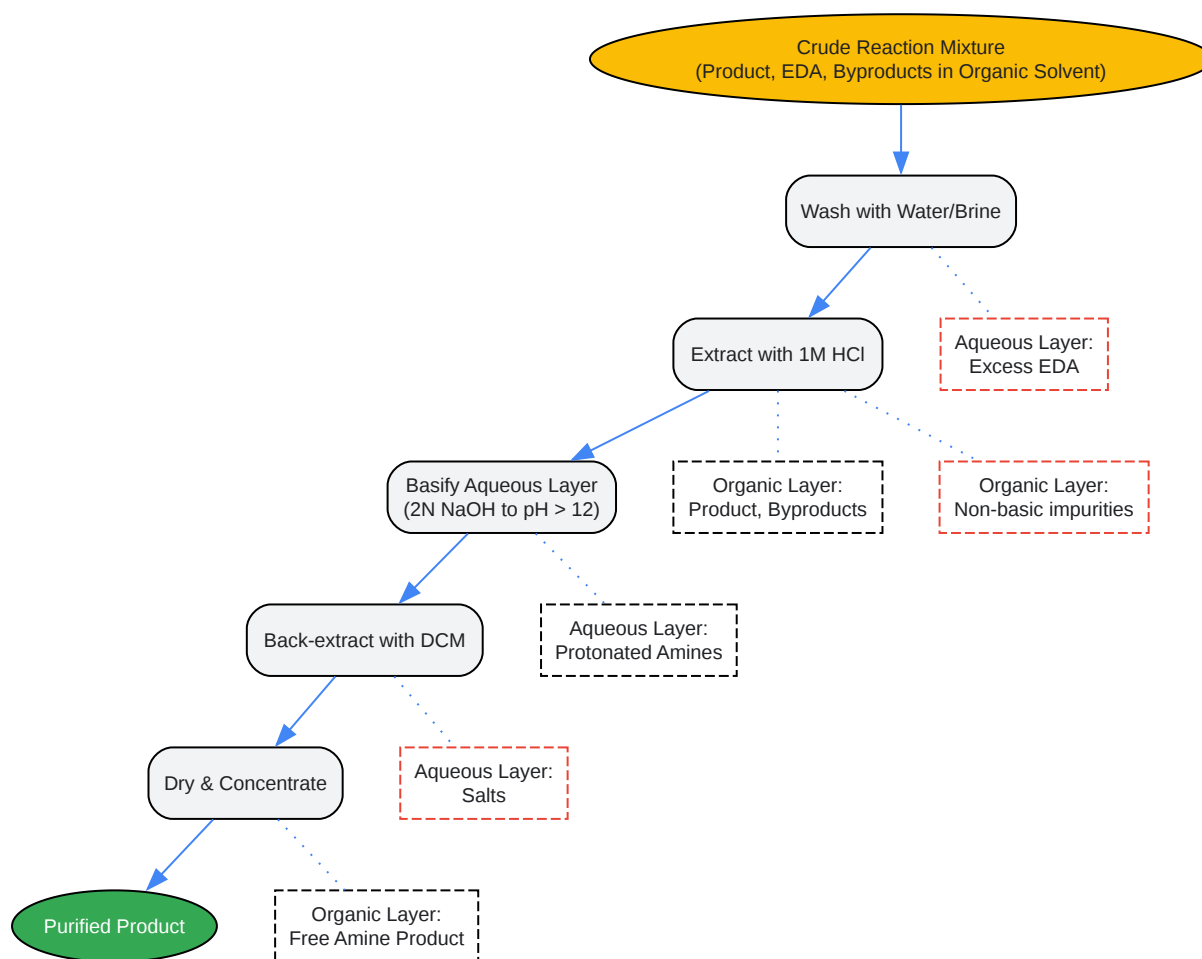 Crude Reaction Mixture
(Product, EDA, Byproducts in Organic Solvent)
Wash with Water/Brine
Extract with 1M HCl
Aqueous Layer:
Excess EDA
Basify Aqueous Layer
(2N NaOH to pH > 12)
Organic Layer:
Product, Byproducts
Organic Layer:
Non-basic impurities
Back-extract with DCM
Aqueous Layer:
Protonated Amines
Dry & Concentrate
Aqueous Layer:
Salts
Purified Product
Organic Layer:
Free Amine Product